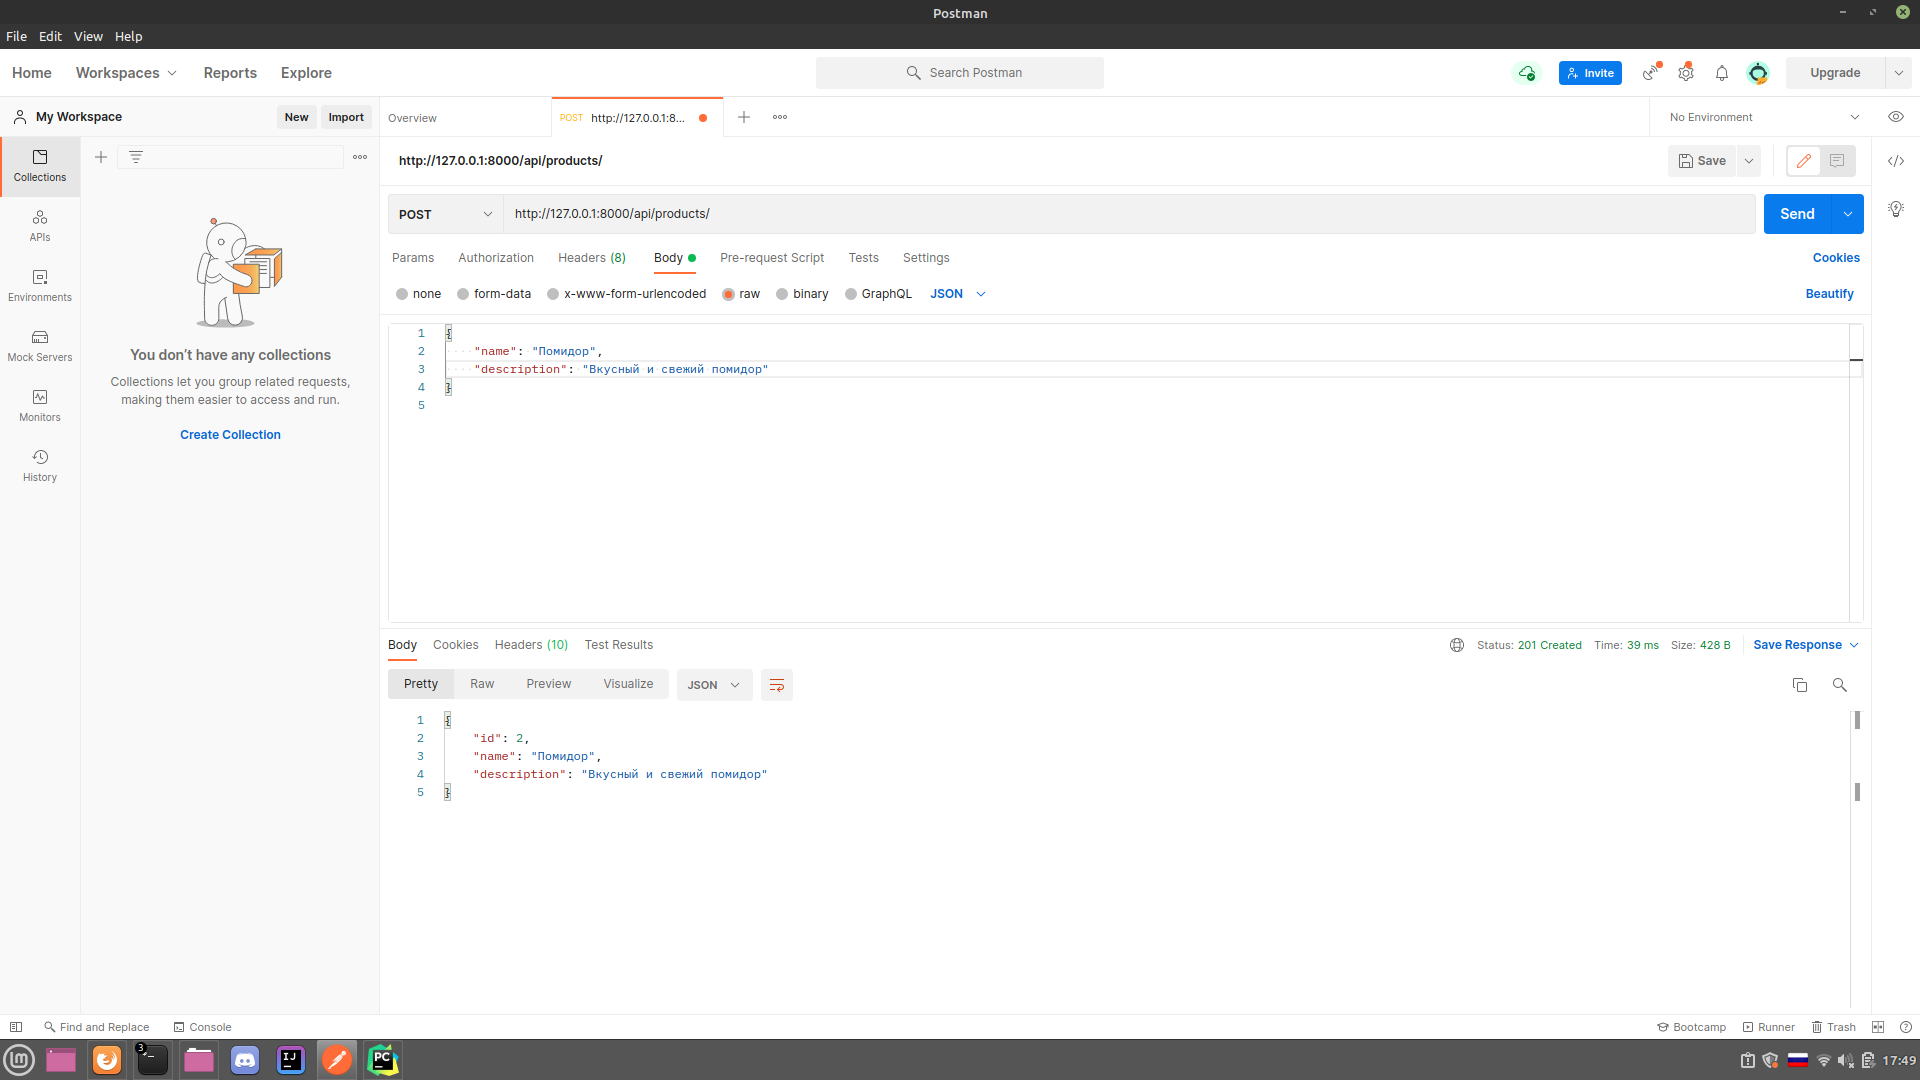 Postman
File Edit View Help
Home Workspaces Reports Explore Search Postman Invite Upgrade
My Workspace New Import Overview POST http://127.0.0.1:8... No Environment
http://127.0.0.1:8000/api/products/ Save
Collections
APIs
Environments
Mock Servers
Monitors
History
You don't have any collections
Collections let you group related requests,
making them easier to access and run.
Create Collection
POST http://127.0.0.1:8000/api/products/ Send
Params Authorization Headers (8) Body Pre-request Script Tests Settings Cookies
none form-data x-www-form-urlencoded raw binary GraphQL JSON Beautify
1 {
2 "name": "Помидор",
3 "description": "Вкусный и свежий помидор"
4 }
5
Body Cookies Headers (10) Test Results Status: 201 Created Time: 39 ms Size: 428 B Save Response
Pretty Raw Preview Visualize JSON
1 {
2 "id": 2,
3 "name": "Помидор",
4 "description": "Вкусный и свежий помидор"
5 }
Find and Replace Console Bootcamp Runner Trash
3 IJ PC 17:49